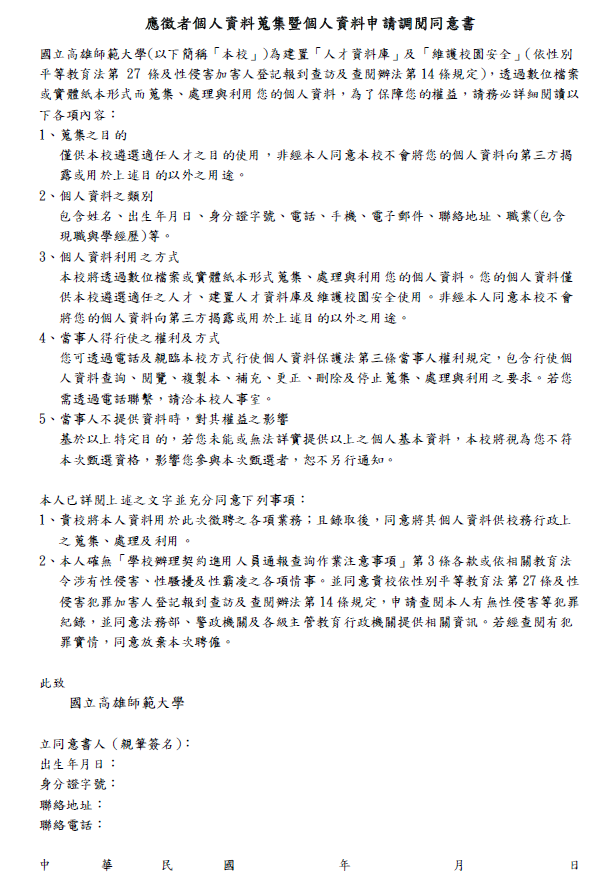 應徵者個人資料蒐集暨個人資料申請調閱同意書
國立高雄師範大學(以下簡稱「本校」)為建置「人才資料庫」及「維護校園安全」(依性別
平等教育法第 27 條及性侵害加害人登記報到查訪及查閱辦法第 14 條規定)，透過數位檔案
或實體紙本形式而蒐集、處理與利用您的個人資料，為了保障您的權益，請務必詳細閱讀以
下各項內容：
1、蒐集之目的
僅供本校遴選適任人才之目的使用，非經本人同意本校不會將您的個人資料向第三方揭
露或用於上述目的以外之用途。
2、個人資料之類別
包含姓名、出生年月日、身分證字號、電話、手機、電子郵件、聯絡地址、職業(包含
現職與學經歷)等。
3、個人資料利用之方式
本校將透過數位檔案或實體紙本形式蒐集、處理與利用您的個人資料。您的個人資料僅
供本校遴選適任之人才、建置人才資料庫及維護校園安全使用。非經本人同意本校不會
將您的個人資料向第三方揭露或用於上述目的以外之用途。
4、當事人得行使之權利及方式
您可透過電話及親臨本校方式行使個人資料保護法第三條當事人權利規定，包含行使個
人資料查詢、閱覽、複製本、補充、更正、刪除及停止蒐集、處理與利用之要求。若您
需透過電話聯繫，請洽本校人事室。
5、當事人不提供資料時，對其權益之影響
基於以上特定目的，若您未能或無法詳實提供以上之個人基本資料，本校將視為您不符
本次甄選資格，影響您參與本次甄選者，恕不另行通知。
本人已詳閱上述之文字並充分同意下列事項：
1、貴校將本人資料用於此次徵聘之各項業務；且錄取後，同意將其個人資料供校務行政上
之蒐集、處理及利用。
2、本人確無「學校辦理契約進用人員通報查詢作業注意事項」第3條各款或依相關教育法
令涉有性侵害、性騷擾及性霸凌之各項情事。並同意貴校依性別平等教育法第27條及性
侵害犯罪加害人登記報到查訪及查閱辦法第14條規定，申請查閱本人有無性侵害等犯罪
紀錄，並同意法務部、警政機關及各級主管教育行政機關提供相關資訊。若經查閱有犯
罪實情，同意放棄本次聘僱。
此致
國立高雄師範大學
立同意書人（親筆簽名）：
出生年月日：
身分證字號：
聯絡地址：
聯絡電話：
中 華 民 國 年 月 日